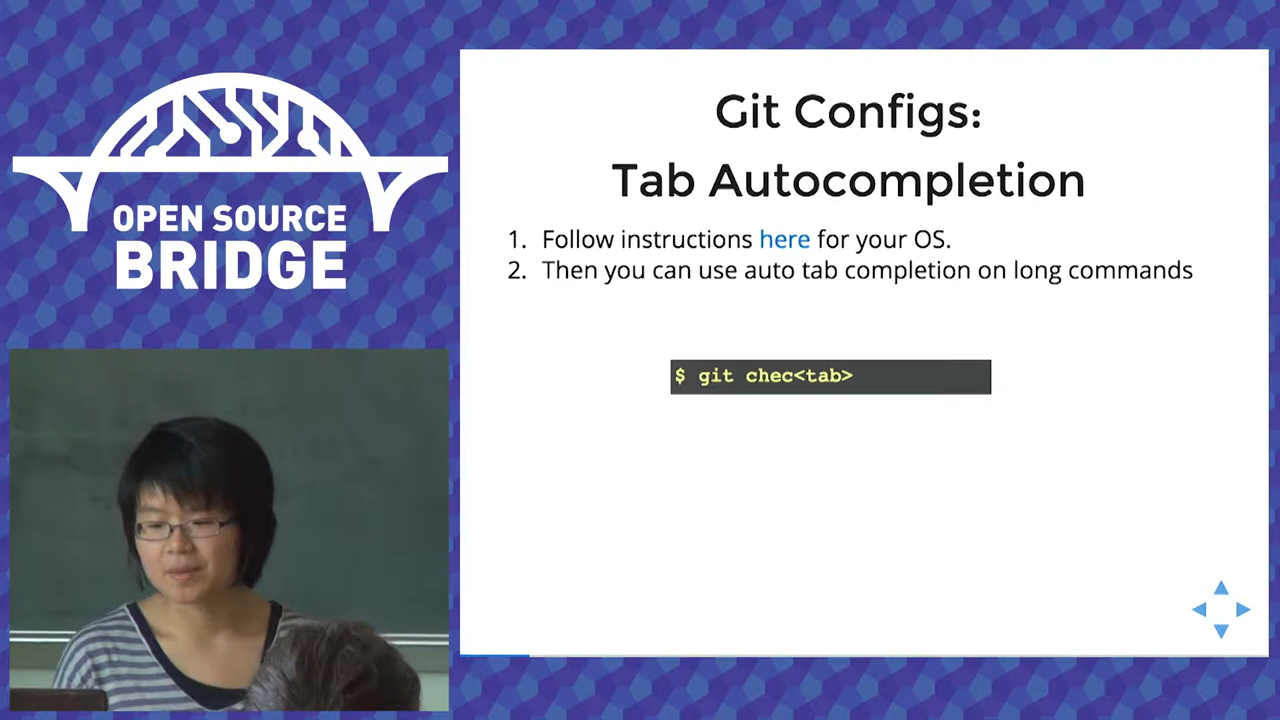 OPEN SOURCE
BRIDGE
Git Configs:
Tab Autocompletion
1. Follow instructions here for your OS.
2. Then you can use auto tab completion on long commands
$ git chec<tab>